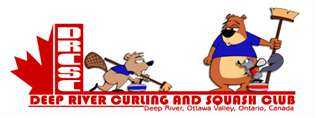 DRCSC
DEEP RIVER CURLING AND SQUASH CLUB
Deep River, Ottawa Valley, Ontario, Canada